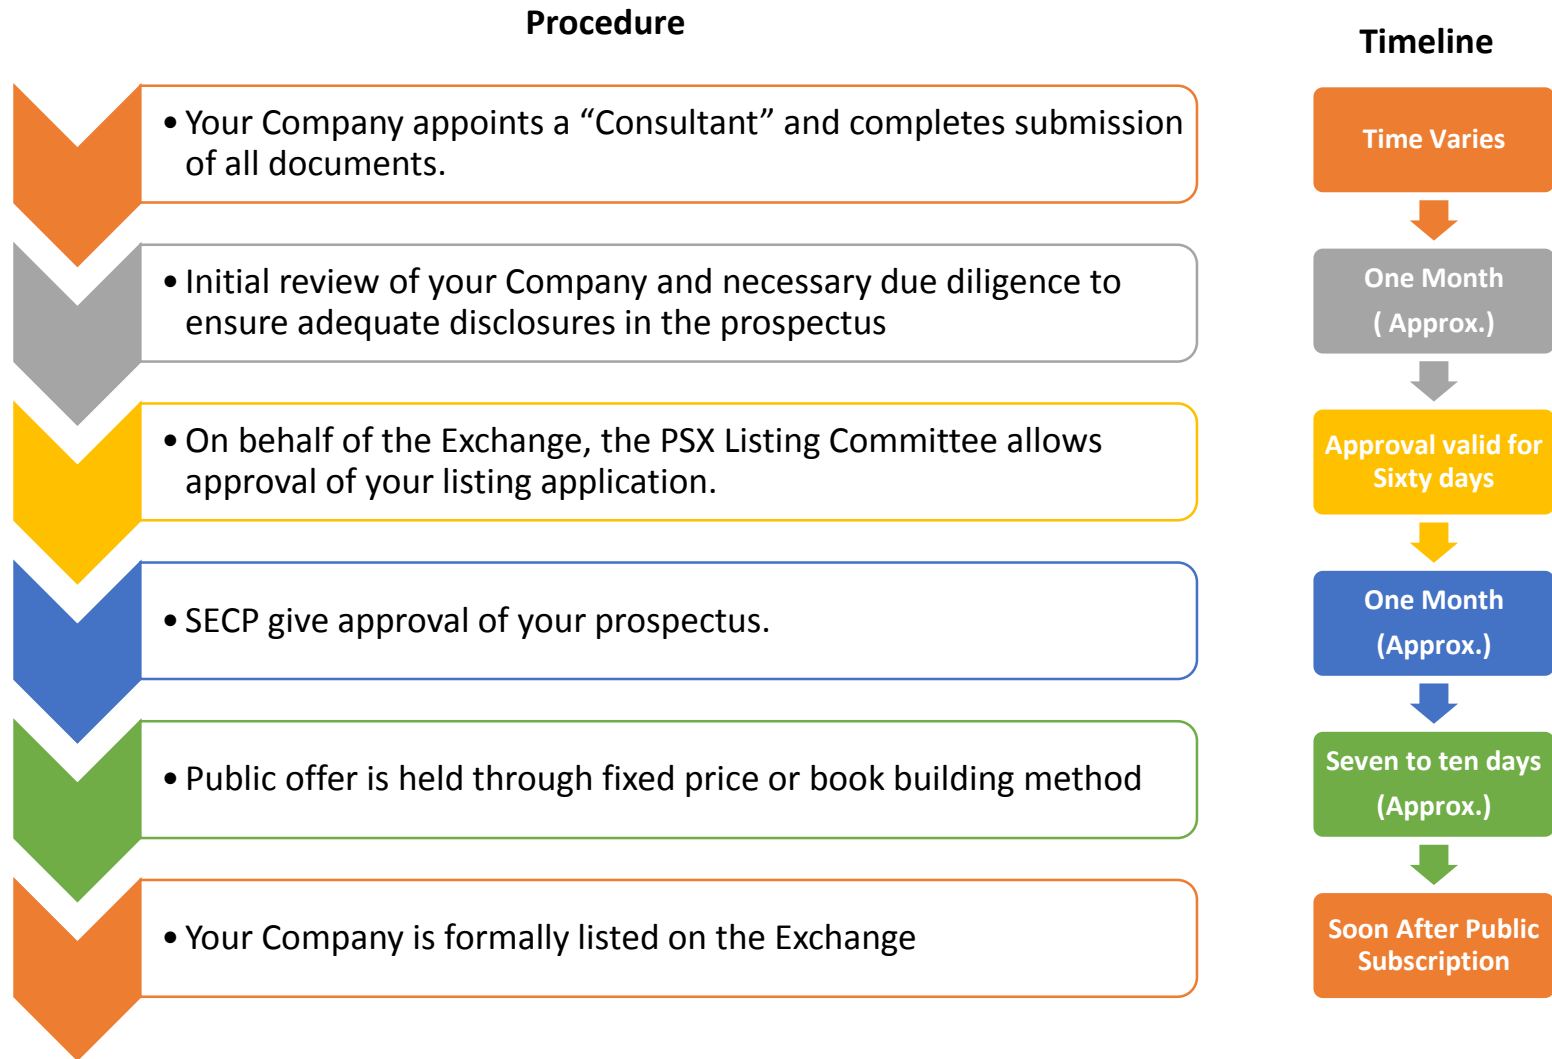 Procedure
Timeline
• Your Company appoints a “Consultant” and completes submission
of all documents.
Time Varies
• Initial review of your Company and necessary due diligence to
ensure adequate disclosures in the prospectus
One Month
( Approx.)
• On behalf of the Exchange, the PSX Listing Committee allows
approval of your listing application.
Approval valid for
Sixty days
• SECP give approval of your prospectus.
One Month
(Approx.)
• Public offer is held through fixed price or book building method
Seven to ten days
(Approx.)
• Your Company is formally listed on the Exchange
Soon After Public
Subscription